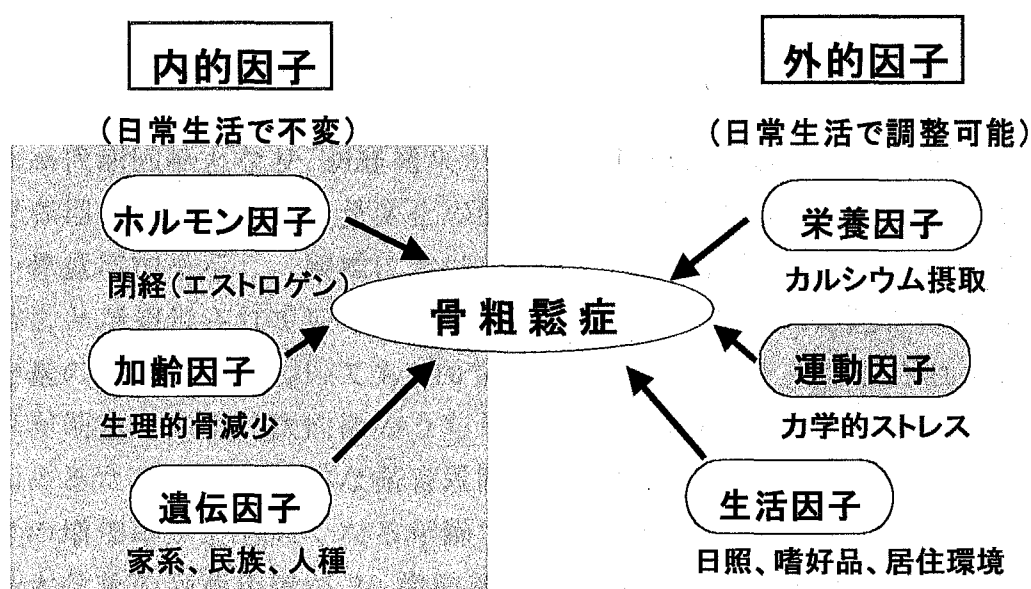 内的因子
(日常生活で不変)
ホルモン因子
閉経(エストロゲン)
加齢因子
生理的骨減少
遺伝因子
家系、民族、人種
骨粗鬆症
外的因子
(日常生活で調整可能)
栄養因子
カルシウム摂取
運動因子
力学的ストレス
生活因子
日照、嗜好品、居住環境